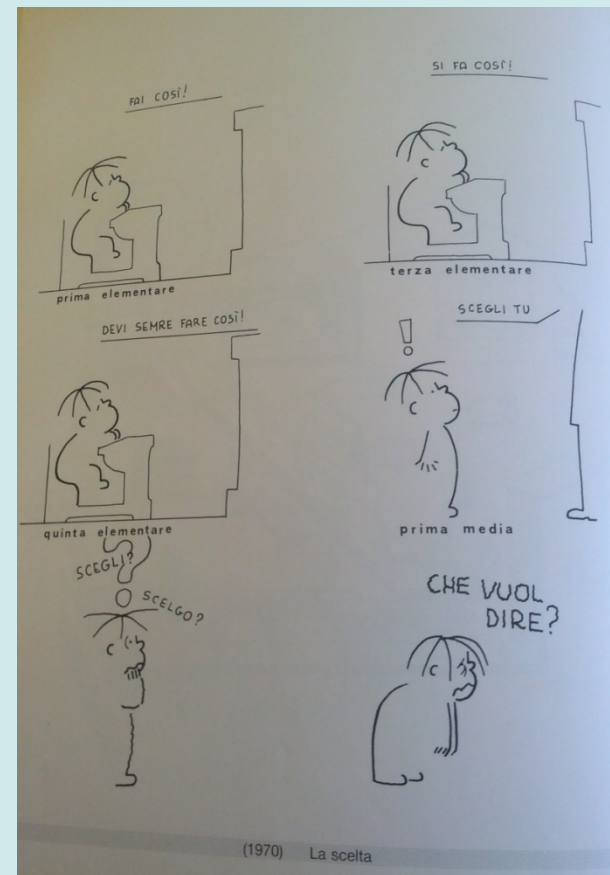 FAI COSÌ!
prima elementare
SI FA COSÌ!
terza elementare
DEVI SEMRE FARE COSÌ!
quinta elementare
SCEGLI TU
!
prima media
?
SCEGLI?
SCELGO?
CHE VUOL
DIRE?
(1970) La scelta